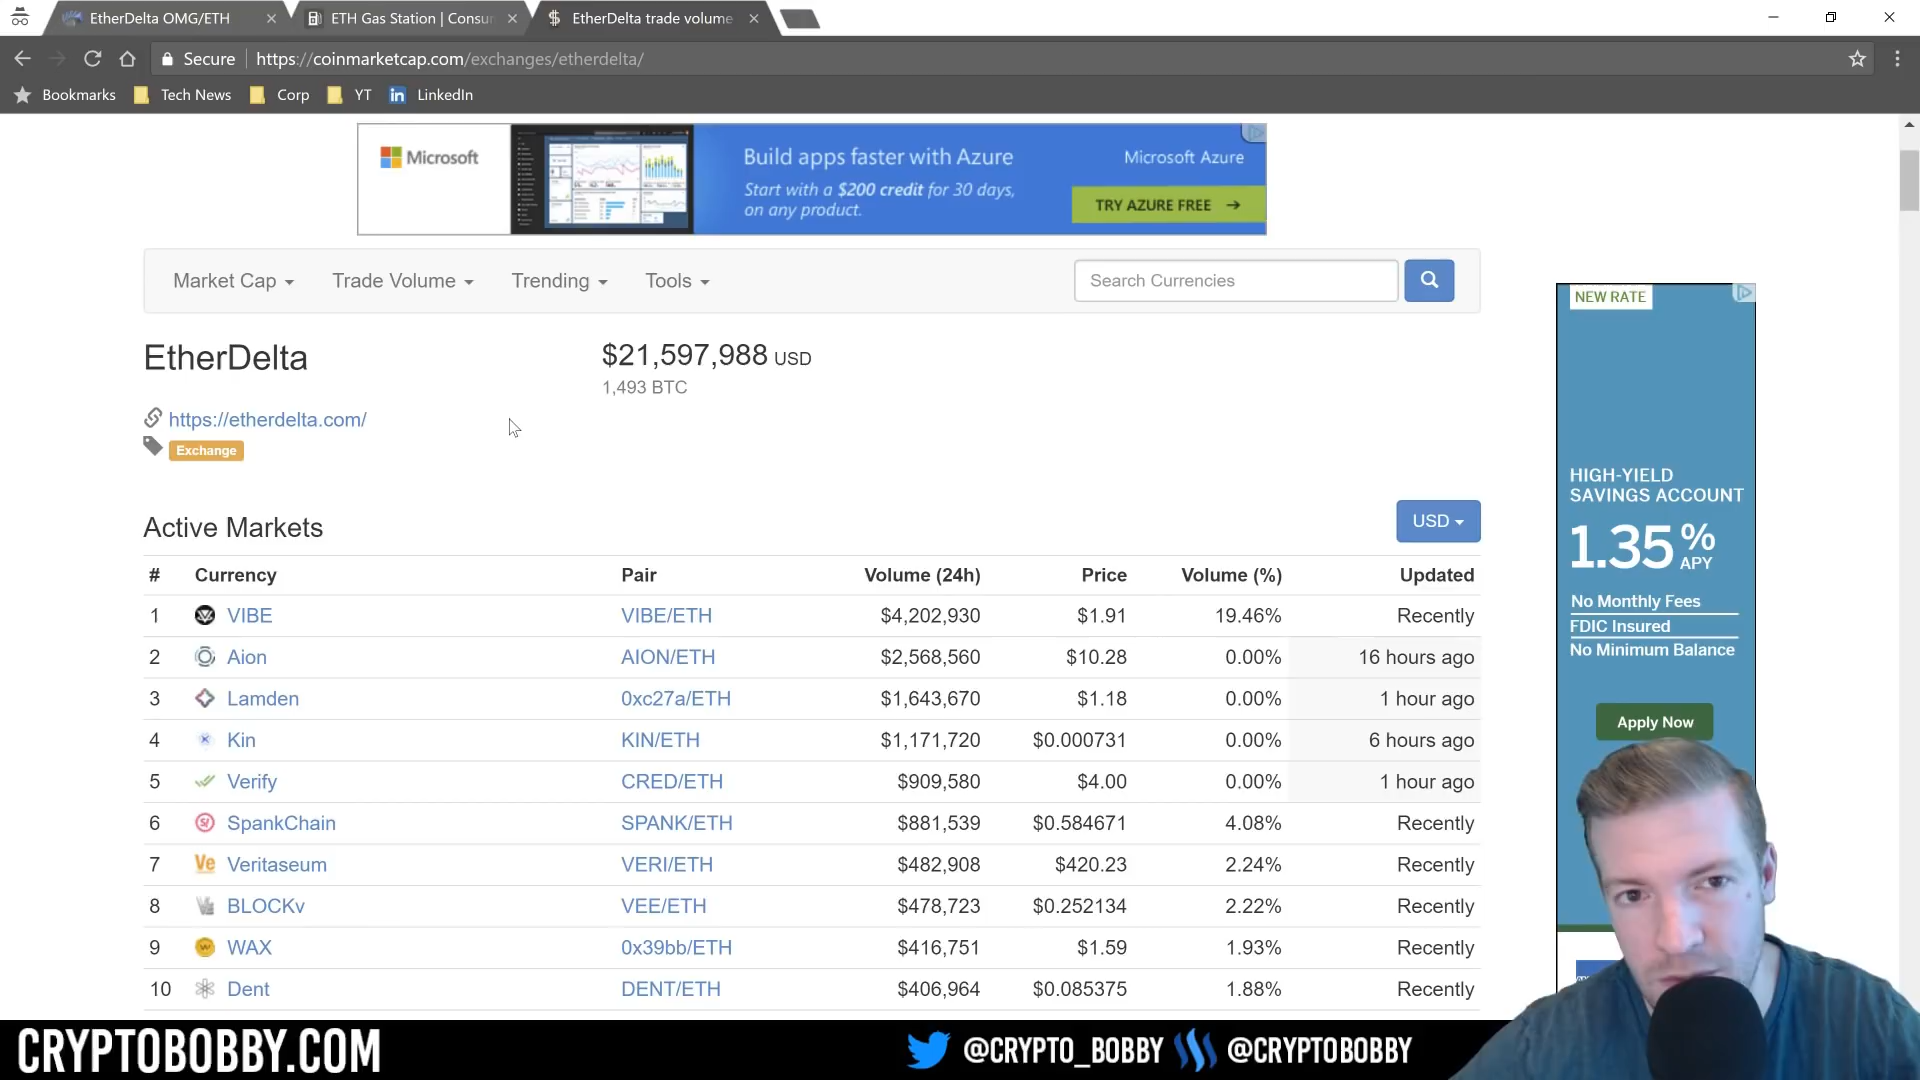 EtherDelta OMG/ETH
ETH Gas Station | Consu
EtherDelta trade volume
Secure
https://coinmarketcap.com/exchanges/etherdelta/
Bookmarks Tech News Corp YT LinkedIn
Microsoft
Build apps faster with Azure
Start with a $200 credit for 30 days,
on any product.
Microsoft Azure
TRY AZURE FREE →
Market Cap Trade Volume Trending Tools
Search Currencies
EtherDelta
$21,597,988 USD
1,493 BTC
https://etherdelta.com/
Exchange
Active Markets
USD
# Currency Pair Volume (24h) Price Volume (%) Updated
1 VIBE VIBE/ETH $4,202,930 $1.91 19.46% Recently
2 Aion AION/ETH $2,568,560 $10.28 0.00% 16 hours ago
3 Lamden 0xc27a/ETH $1,643,670 $1.18 0.00% 1 hour ago
4 Kin KIN/ETH $1,171,720 $0.000731 0.00% 6 hours ago
5 Verify CRED/ETH $909,580 $4.00 0.00% 1 hour ago
6 SpankChain SPANK/ETH $881,539 $0.584671 4.08% Recently
7 Veritaseum VERI/ETH $482,908 $420.23 2.24% Recently
8 BLOCKv VEE/ETH $478,723 $0.252134 2.22% Recently
9 WAX 0x39bb/ETH $416,751 $1.59 1.93% Recently
10 Dent DENT/ETH $406,964 $0.085375 1.88% Recently
NEW RATE
HIGH-YIELD
SAVINGS ACCOUNT
1.35% APY
No Monthly Fees
FDIC Insured
No Minimum Balance
Apply Now
CRYPTOBOBBY.COM
@CRYPTO_BOBBY
@CRYPTOBOBBY